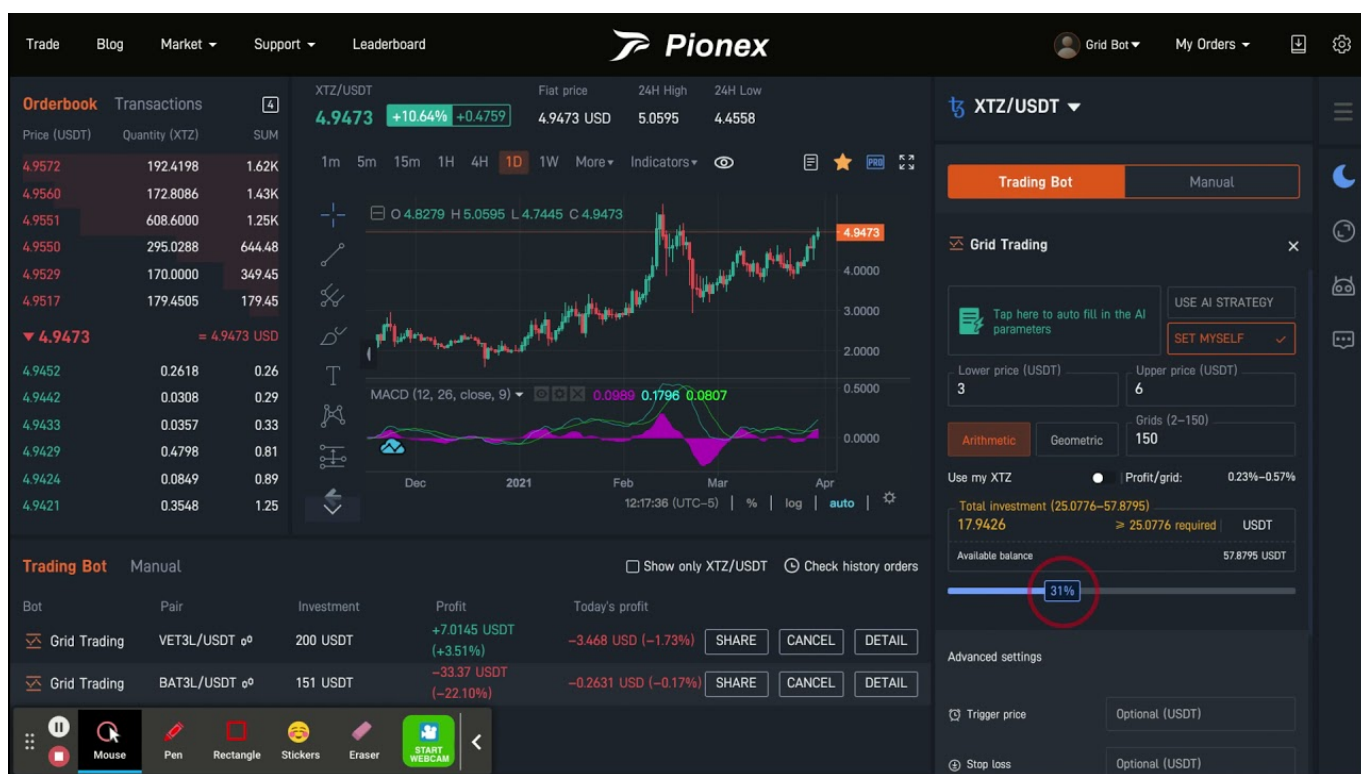 Trade Blog Market Support Leaderboard Pionex Grid Bot My Orders
Orderbook Transactions 4
Price (USDT) Quantity (XTZ) SUM
4.9572 192.4198 1.62K
4.9560 172.8086 1.43K
4.9551 608.6000 1.25K
4.9550 295.0288 644.48
4.9529 170.0000 349.45
4.9517 179.4505 179.45
4.9473 = 4.9473 USD
4.9452 0.2618 0.26
4.9442 0.0308 0.29
4.9433 0.0357 0.33
4.9429 0.4798 0.81
4.9424 0.0849 0.89
4.9421 0.3548 1.25
XTZ/USDT Fiat price 24H High 24H Low
4.9473 +10.64% +0.4759 4.9473 USD 5.0595 4.4558
1m 5m 15m 1H 4H 1D 1W More Indicators PRO
O 4.8279 H 5.0595 L 4.7445 C 4.9473
4.9473
4.0000
3.0000
2.0000
MACD (12, 26, close, 9) 0.0989 0.1796 0.0807
0.5000
0.0000
Dec 2021 Feb Mar Apr
12:17:36 (UTC-5) % log auto
XTZ/USDT
Trading Bot Manual
Grid Trading
Tap here to auto fill in the AI
parameters
USE AI STRATEGY
SET MYSELF
Lower price (USDT) Upper price (USDT)
3 6
Arithmetic Geometric
Grids (2-150)
150
Use my XTZ Profit/grid: 0.23%-0.57%
Total investment (25.0776-57.8795)
17.9426 ≥ 25.0776 required USDT
Available balance 57.8795 USDT
31%
Advanced settings
Trigger price Optional (USDT)
Stop loss Optional (USDT)
Trading Bot Manual Show only XTZ/USDT Check history orders
Bot Pair Investment Profit Today's profit
Grid Trading VET3L/USDT 200 USDT +7.0145 USDT (+3.51%) -3.468 USD (-1.73%) SHARE CANCEL DETAIL
Grid Trading BAT3L/USDT 151 USDT -33.37 USDT (-22.10%) -0.2631 USD (-0.17%) SHARE CANCEL DETAIL
Mouse Pen Rectangle Stickers Eraser START WEBCAM